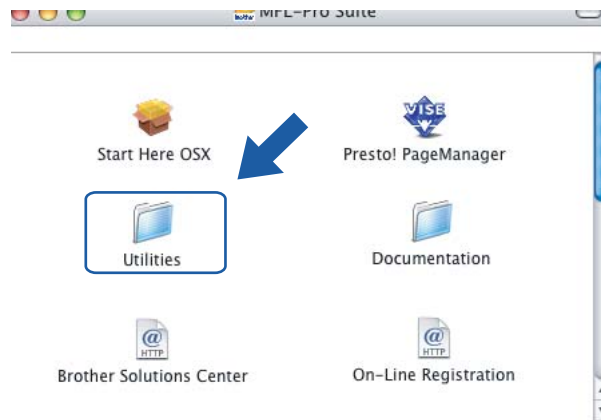 MFL-Pro Suite
Start Here OSX
Presto! PageManager
VISE
Utilities
Documentation
@
HTTP
@
HTTP
Brother Solutions Center
On-Line Registration